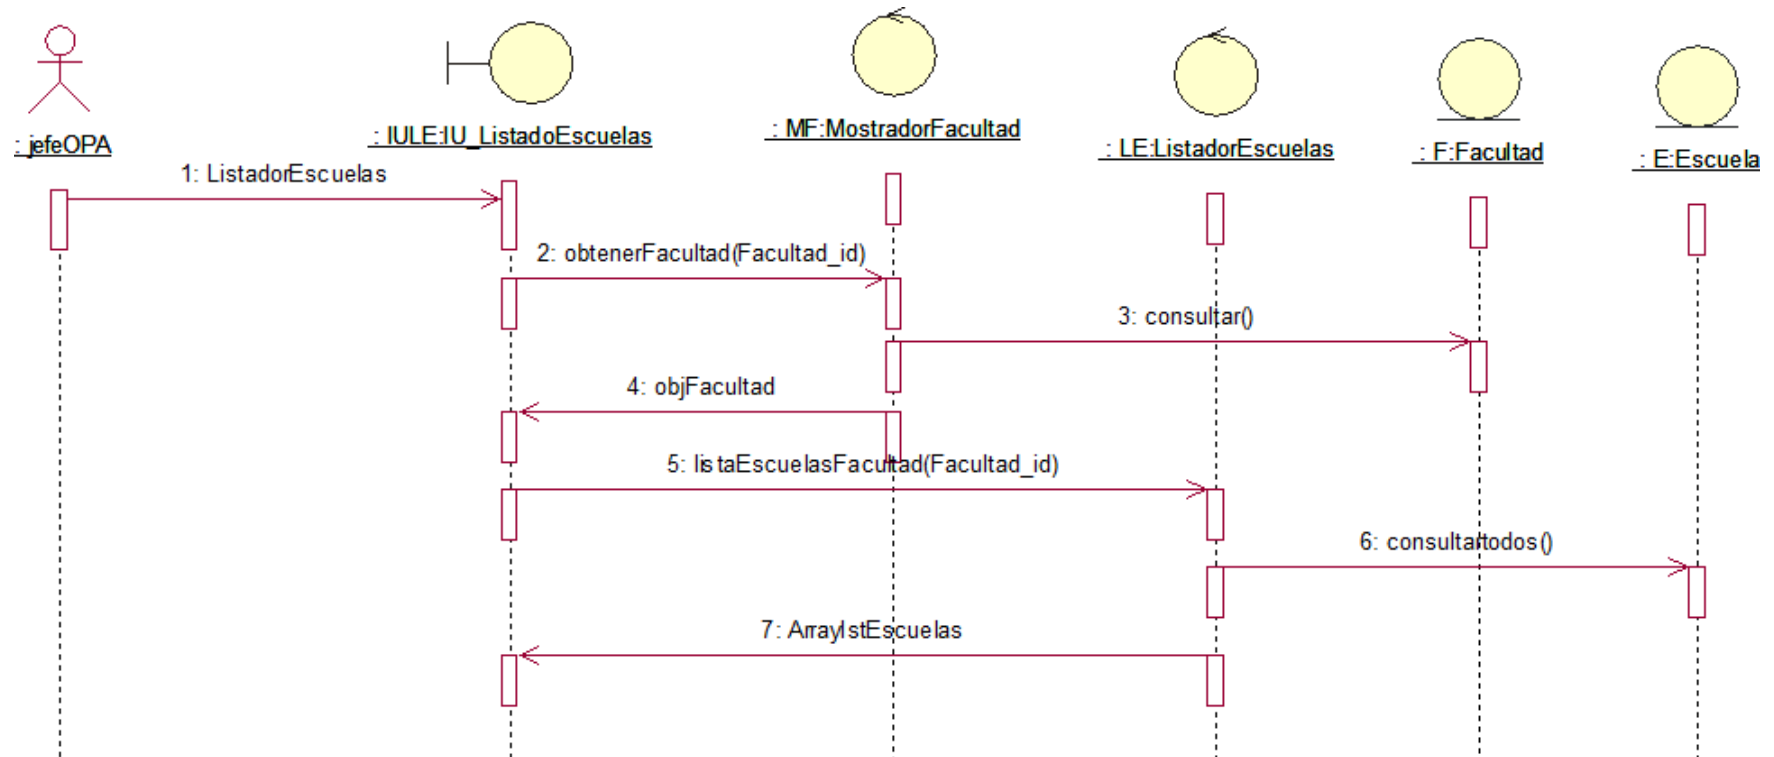 : jefeOPA
: IULE:IU_ListadoEscuelas
: MF:MostradorFacultad
: LE:ListadorEscuelas
: F:Facultad
: E:Escuela
1: ListadorEscuelas
2: obtenerFacultad(Facultad_id)
3: consultar()
4: objFacultad
5: listaEscuelasFacultad(Facultad_id)
6: consultartodos()
7: ArraylstEscuelas